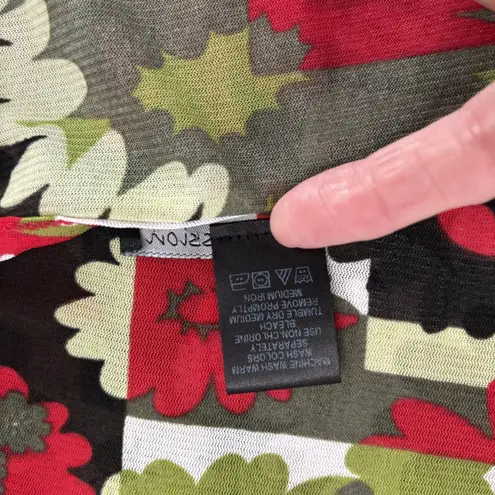 MACHINE WASH WARM
WASH COLORS
SEPARATELY
USE NON-CHLORINE
BLEACH
TUMBLE DRY MEDIUM
REMOVE PROMPTLY
MEDIUM IRON